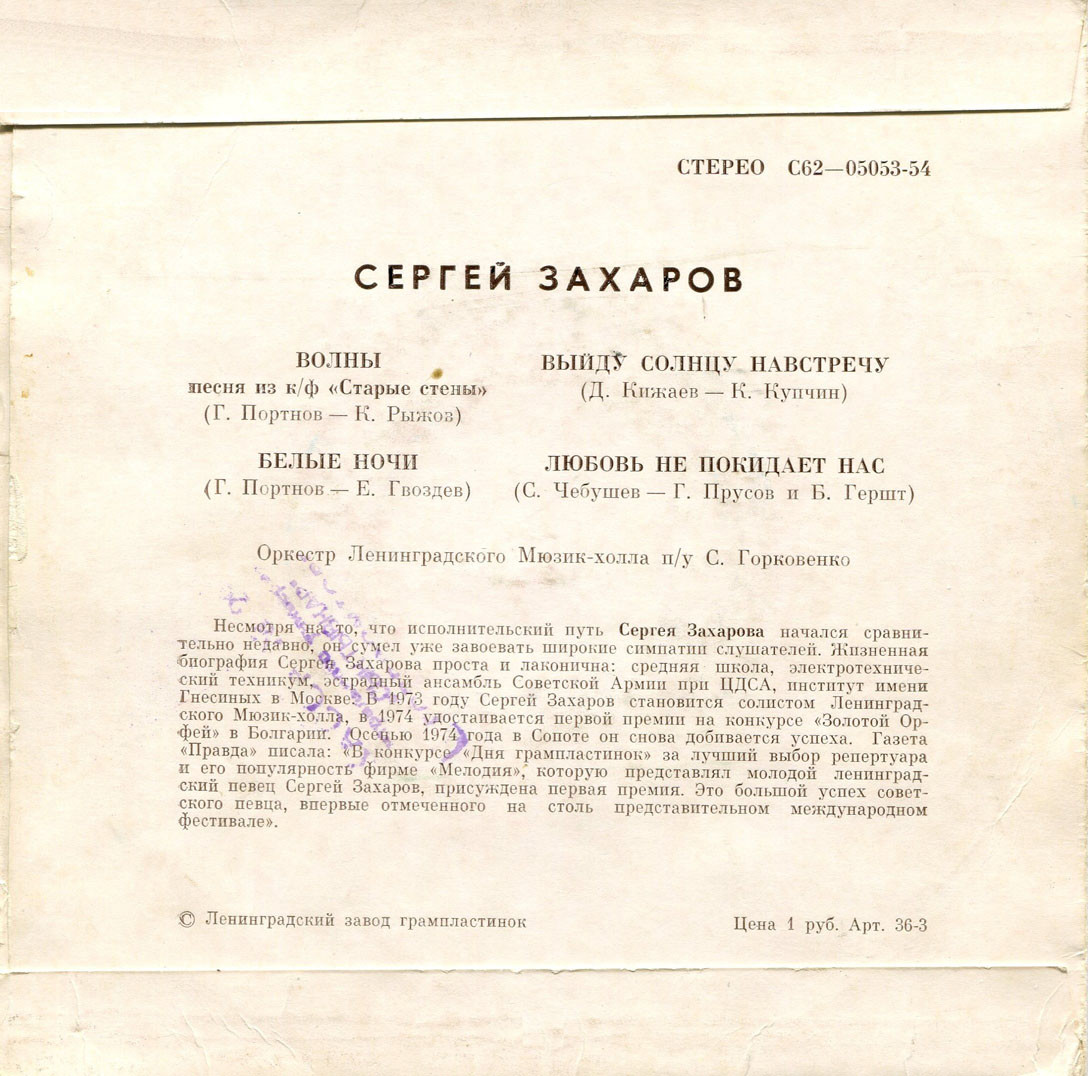 СТЕРЕО С62—05053-54
СЕРГЕЙ ЗАХАРОВ
ВОЛНЫ
песня из к/ф «Старые стены»
(Г. Портнов — К. Рыжов)
БЕЛЫЕ НОЧИ
(Г. Портнов — Е. Гвоздев)
ВЫЙДУ СОЛНЦУ НАВСТРЕЧУ
(Д. Кижаев — К. Купчин)
ЛЮБОВЬ НЕ ПОКИДАЕТ НАС
(С. Чебушев — Г. Прусов и Б. Гершт)
Оркестр Ленинградского Мюзик-холла п/у С. Горковенко
Несмотря на то, что исполнительский путь Сергея Захарова начался сравни-
тельно недавно, он сумел уже завоевать широкие симпатии слушателей. Жизненная
биография Сергея Захарова проста и лаконична: средняя школа, электротехниче-
ский техникум, эстрадный ансамбль Советской Армии при ЦДСА, институт имени
Гнесиных в Москве. В 1973 году Сергей Захаров становится солистом Ленинград-
ского Мюзик-холла, в 1974 удостаивается первой премии на конкурсе «Золотой Ор-
фей» в Болгарии. Осенью 1974 года в Сопоте он снова добивается успеха. Газета
«Правда» писала: «В конкурсе «Дня грампластинок» за лучший выбор репертуара
и его популярность фирме «Мелодия», которую представлял молодой ленинград-
ский певец Сергей Захаров, присуждена первая премия. Это большой успех совет-
ского певца, впервые отмеченного на столь представительном международном
фестивале».
© Ленинградский завод грампластинок
Цена 1 руб. Арт. 36-3